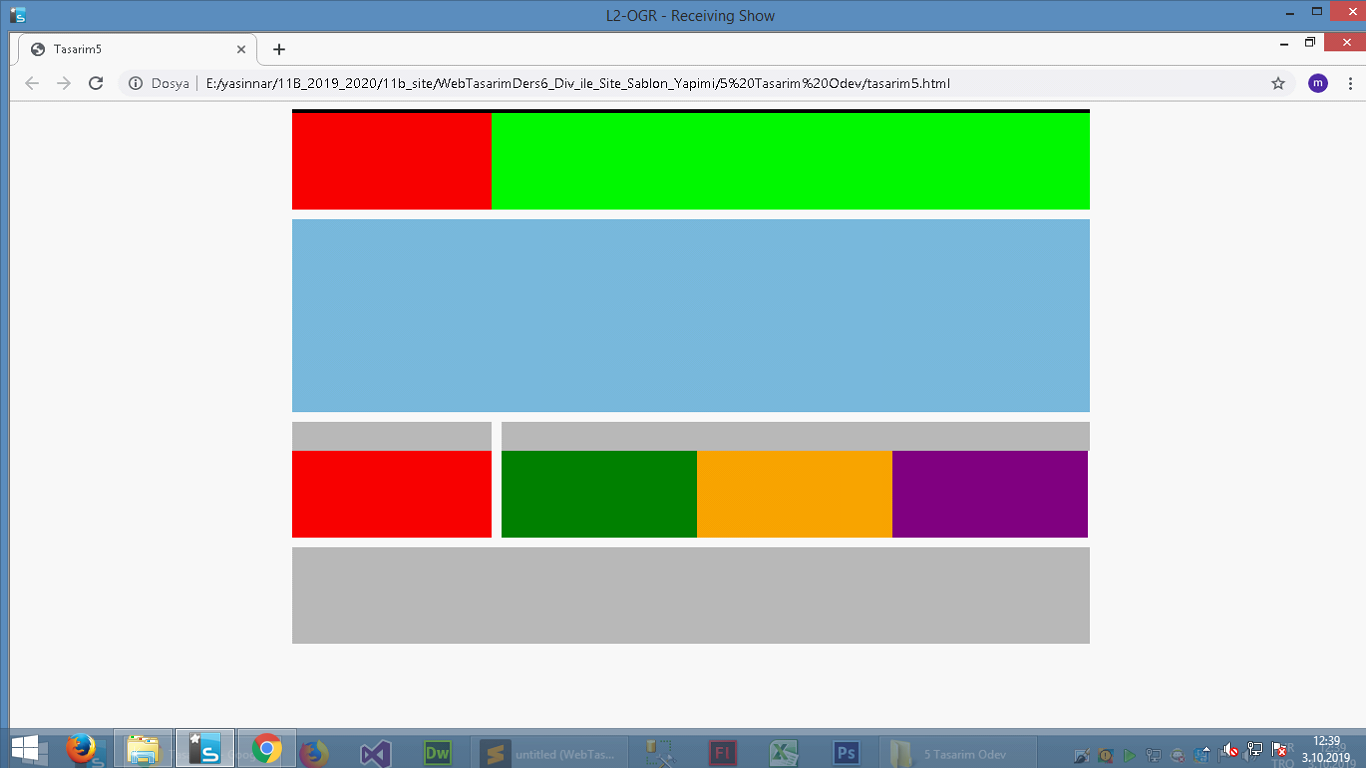 L2-OGR - Receiving Show
Tasarim5
Dosya
E:/yasinnar/11B_2019_2020/11b_site/WebTasarimDers6_Div_ile_Site_Sablon_Yapimi/5%20Tasarim%20Odev/tasarim5.html
m
S
Dw
untitled (WebTas...
Fl
X
Ps
5 Tasarim Odev
12:39
3.10.2019